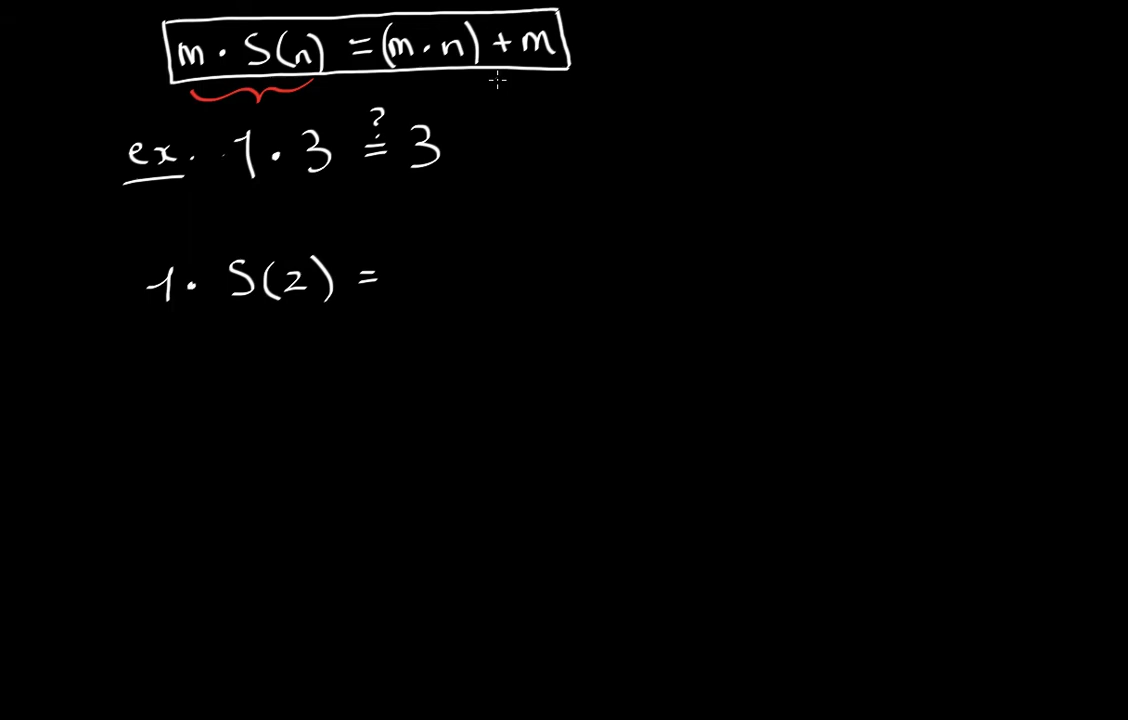 m · S(n) = (m · n) + m
ex. 1 · 3 ≟ 3
1 · S(2) =